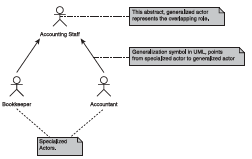 This abstract, generalized actor
represents the overlapping role.
Accounting Staff
Generalization symbol in UML, points
from specialized actor to generalized actor
Bookkeeper
Accountant
Specialized
Actors.